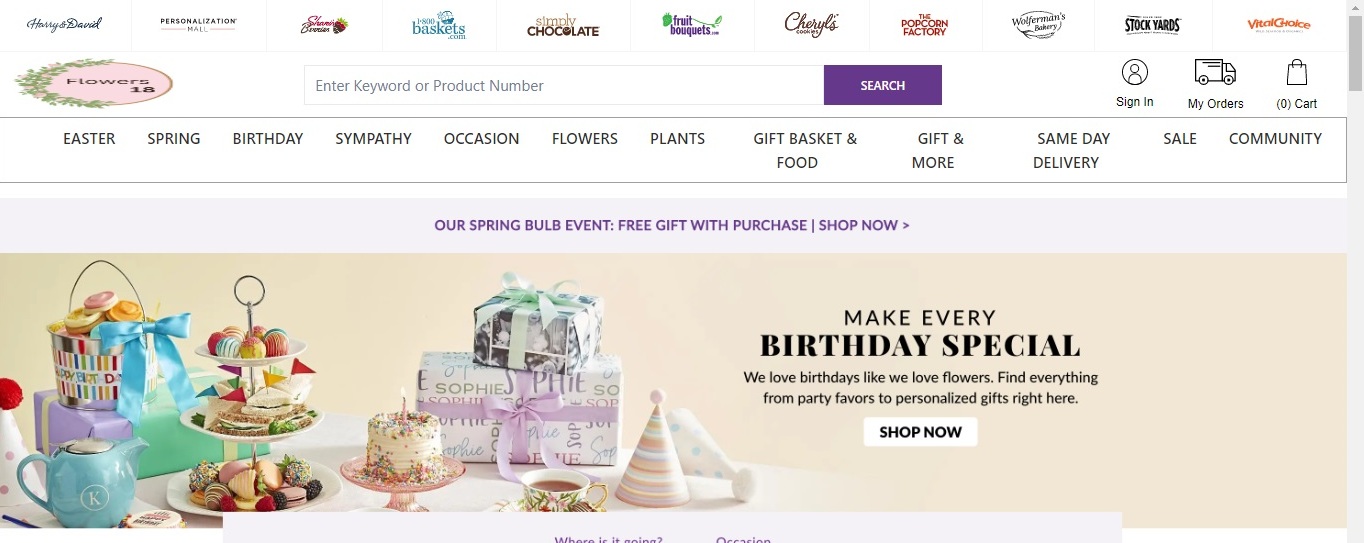 Harry & David
PERSONALIZATION MALL
Shari's Berries
1-800 baskets.com
simply CHOCOLATE
fruit bouquets.com
Cheryl's cookies
THE POPCORN FACTORY
Wolferman's Bakery
STOCK YARDS
VitalChoice
Flowers 18
Enter Keyword or Product Number
SEARCH
Sign In
My Orders
(0) Cart
EASTER
SPRING
BIRTHDAY
SYMPATHY
OCCASION
FLOWERS
PLANTS
GIFT BASKET & FOOD
GIFT & MORE
SAME DAY DELIVERY
SALE
COMMUNITY
OUR SPRING BULB EVENT: FREE GIFT WITH PURCHASE | SHOP NOW >
MAKE EVERY
BIRTHDAY SPECIAL
We love birthdays like we love flowers. Find everything
from party favors to personalized gifts right here.
SHOP NOW
SOPHIE
Sophie
K
Where is it going?
Occasion